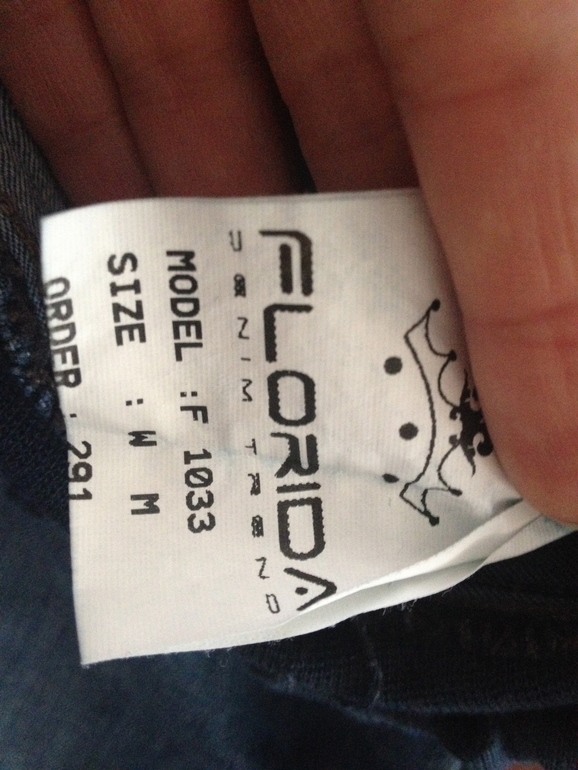 FLORIDA
DENIM TREND
MODEL :F 1033
SIZE : W M
ORDER : 291